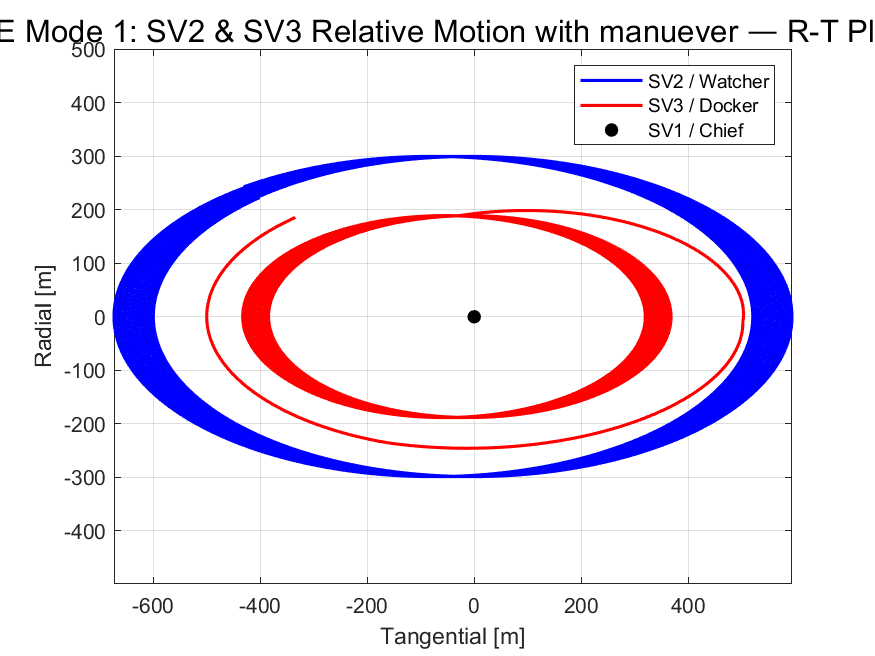 E Mode 1: SV2 & SV3 Relative Motion with manuever — R-T Pl
SV2 / Watcher
SV3 / Docker
SV1 / Chief
500
400
300
200
100
0
-100
-200
-300
-400
Radial [m]
-600
-400
-200
0
200
400
Tangential [m]